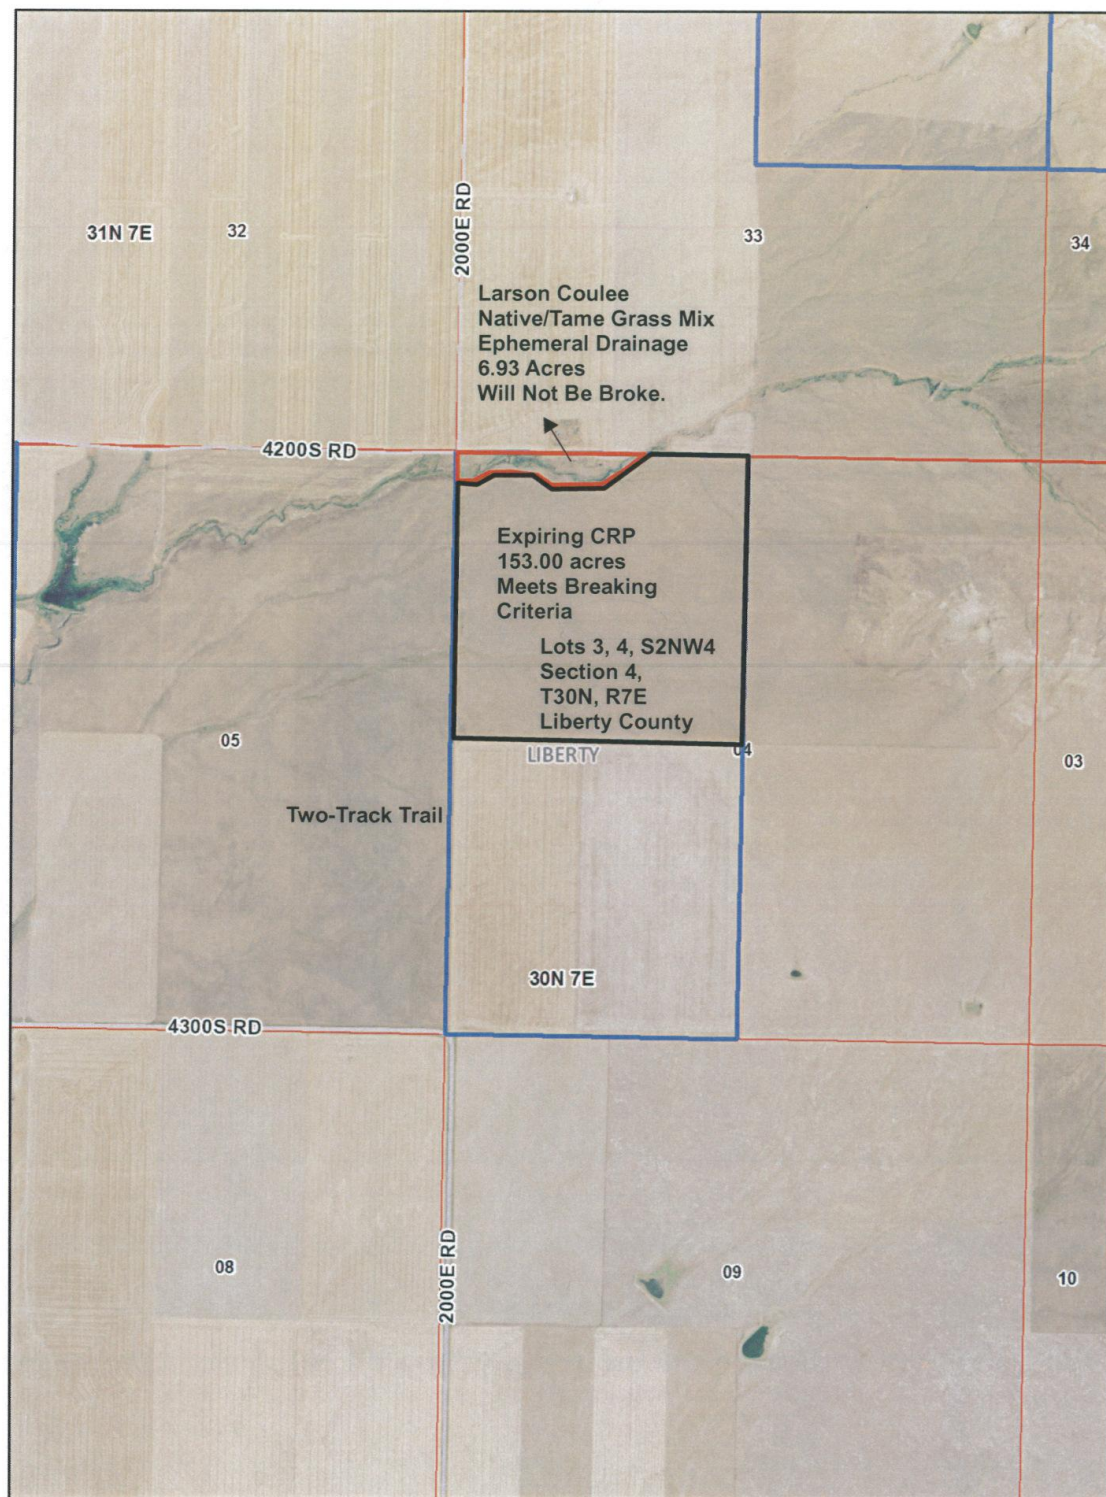 31N 7E
32
2000E RD
33
34
Larson Coulee
Native/Tame Grass Mix
Ephemeral Drainage
6.93 Acres
Will Not Be Broke.
4200S RD
Expiring CRP
153.00 acres
Meets Breaking
Criteria
Lots 3, 4, S2NW4
Section 4,
T30N, R7E
Liberty County
05
LIBERTY
04
03
Two-Track Trail
30N 7E
4300S RD
2000E RD
08
09
10